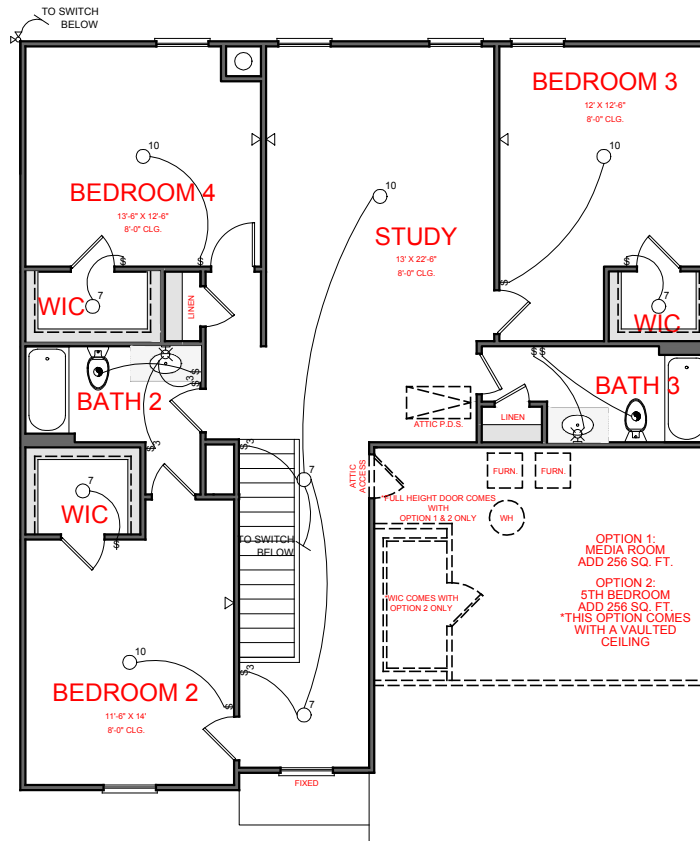 TO SWITCH
BELOW
BEDROOM 3
12' X 12'-6"
8'-0" CLG.
10
10
BEDROOM 4
13'-6" X 12'-6"
8'-0" CLG.
10
STUDY
13' X 22'-6"
8'-0" CLG.
$
$
$
$
7
WIC
LINEN
7
WIC
$
$
3
$
$
$
BATH 2
BATH 3
ATTIC P.D.S.
LINEN
$
3
$
3
7
WIC
7
ATTIC
ACCESS
FURN.
FURN.
*FULL HEIGHT DOOR COMES
WITH
OPTION 1 & 2 ONLY
WH
TO SWITCH
BELOW
$
OPTION 1:
MEDIA ROOM
ADD 256 SQ. FT.
OPTION 2:
5TH BEDROOM
ADD 256 SQ. FT.
*THIS OPTION COMES
WITH A VAULTED
CEILING
*WIC COMES WITH
OPTION 2 ONLY
10
$
3
BEDROOM 2
11'-6" X 14'
8'-0" CLG.
$
7
FIXED